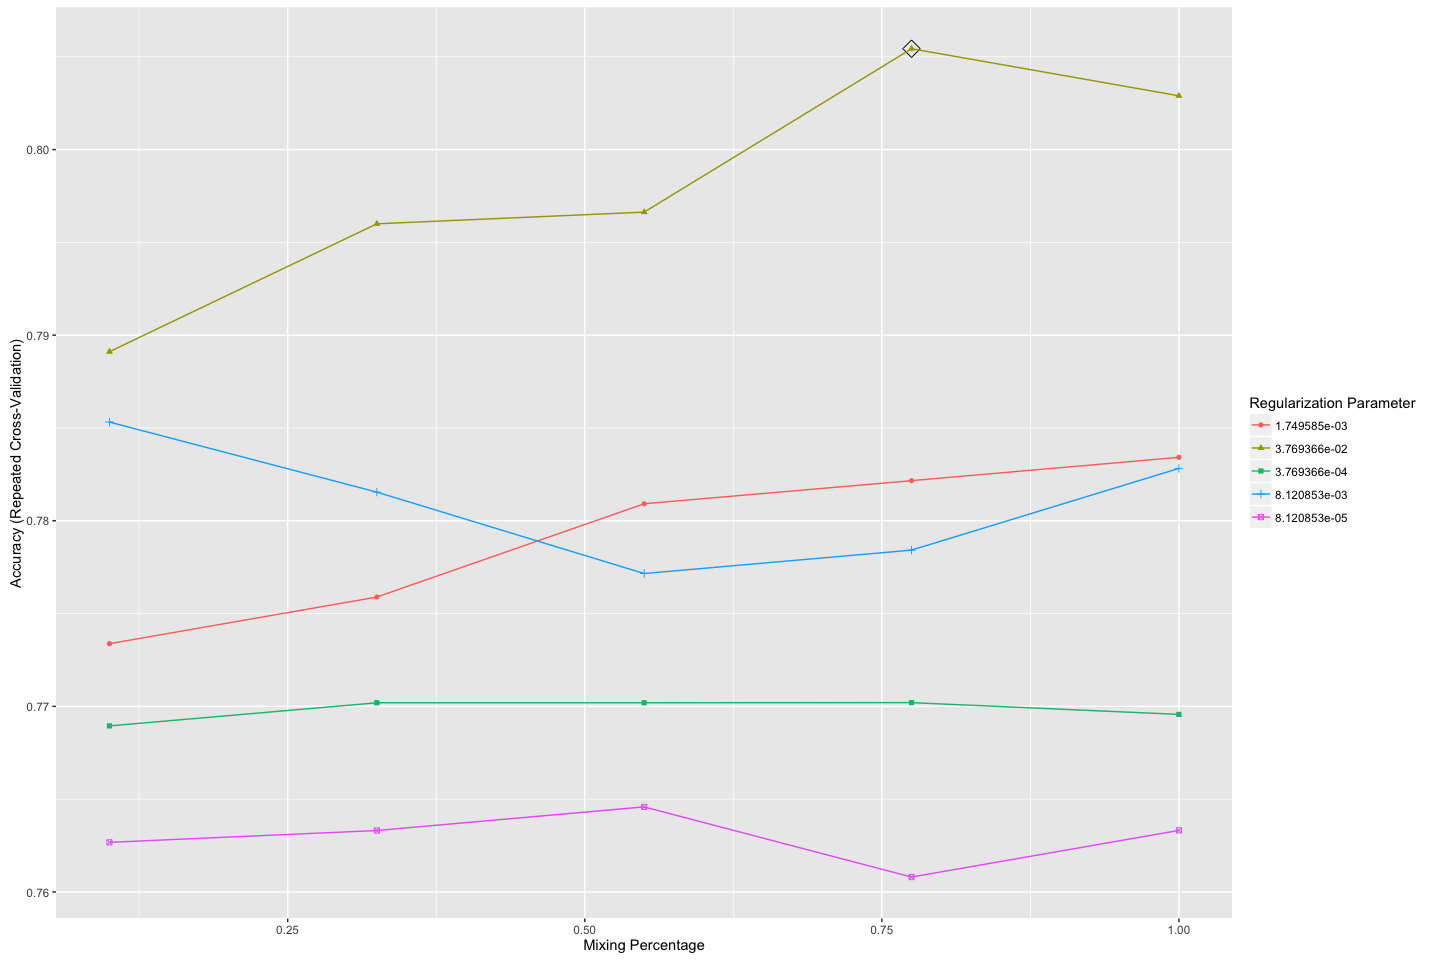 0.80
0.79
0.78
0.77
0.76
Accuracy (Repeated Cross-Validation)
0.25
0.50
0.75
1.00
Mixing Percentage
Regularization Parameter
1.749585e-03
3.769366e-02
3.769366e-04
8.120853e-03
8.120853e-05